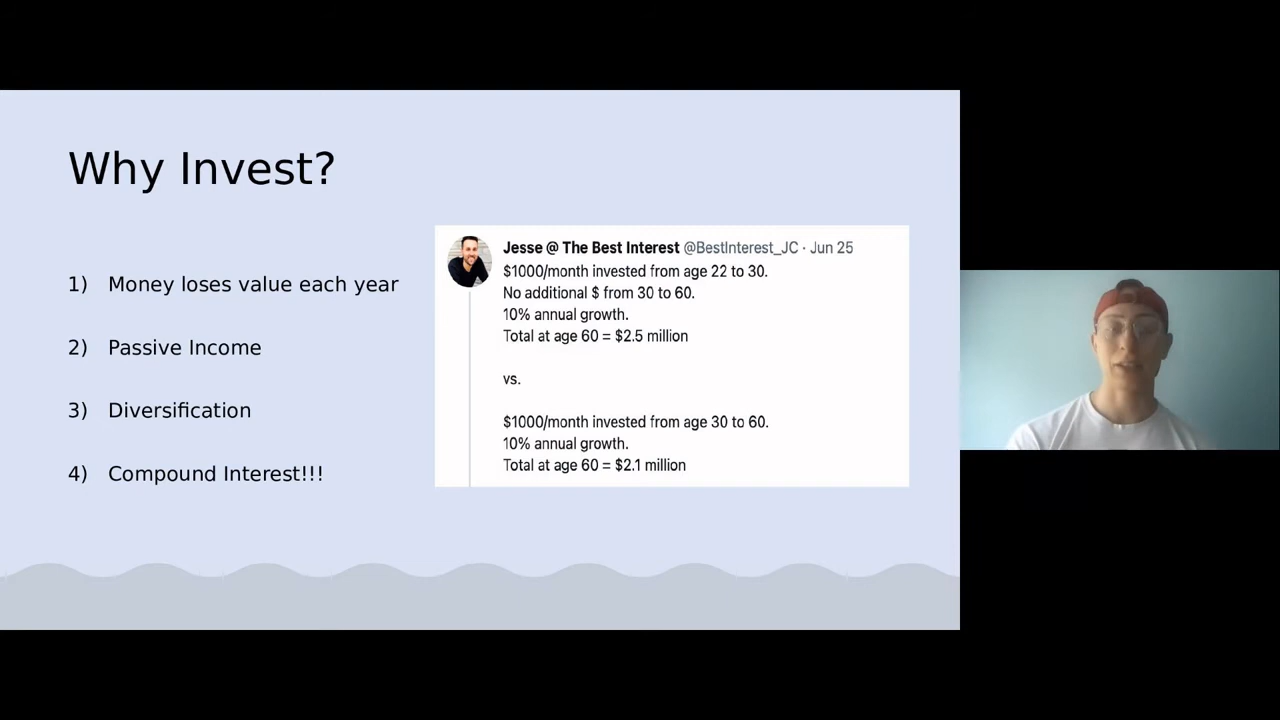 Why Invest?
1) Money loses value each year
2) Passive Income
3) Diversification
4) Compound Interest!!!
Jesse @ The Best Interest @BestInterest_JC · Jun 25
$1000/month invested from age 22 to 30.
No additional $ from 30 to 60.
10% annual growth.
Total at age 60 = $2.5 million
vs.
$1000/month invested from age 30 to 60.
10% annual growth.
Total at age 60 = $2.1 million